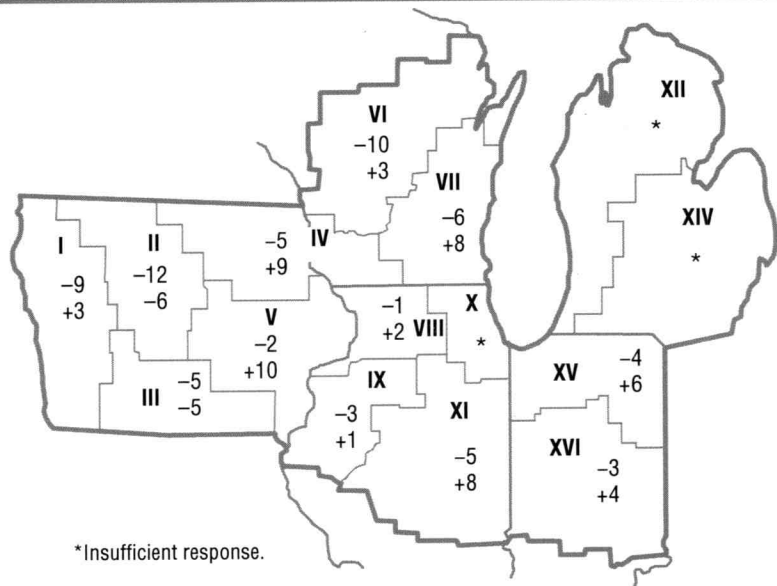 XII
*
VI
−10
+3
VII
−6
+8
XIV
*
I
−9
+3
II
−12
−6
−5
+9
IV
V
−2
+10
III
−5
−5
−1
+2
VIII
X
*
IX
−3
+1
XI
−5
+8
XV
−4
+6
XVI
−3
+4
*Insufficient response.